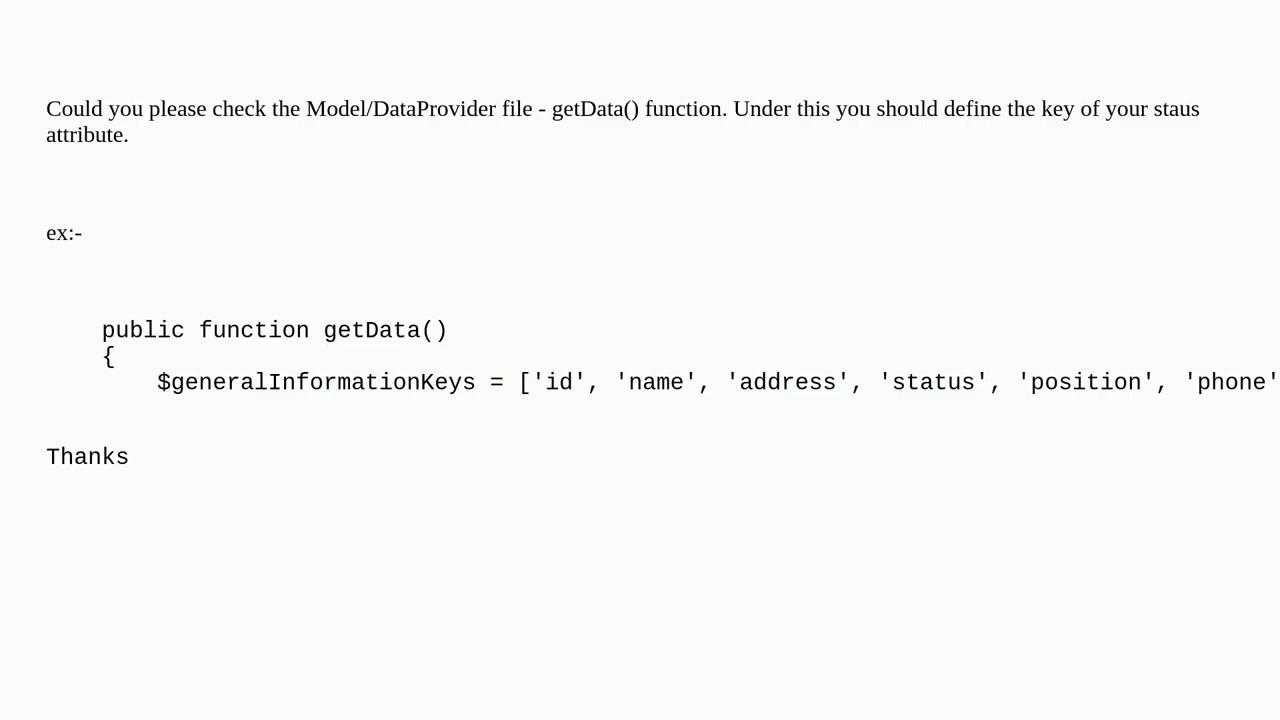 Could you please check the Model/DataProvider file - getData() function. Under this you should define the key of your staus
attribute.
ex:-
public function getData()
{
$generalInformationKeys = ['id', 'name', 'address', 'status', 'position', 'phone'
Thanks